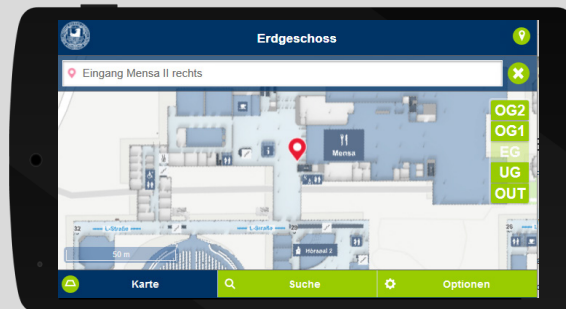 Erdgeschoss
Eingang Mensa II rechts
OG2
OG1
EG
UG
OUT
Mensa
32
L-Straße
L-Straße
Hörsaal 2
50 m
Karte
Suche
Optionen